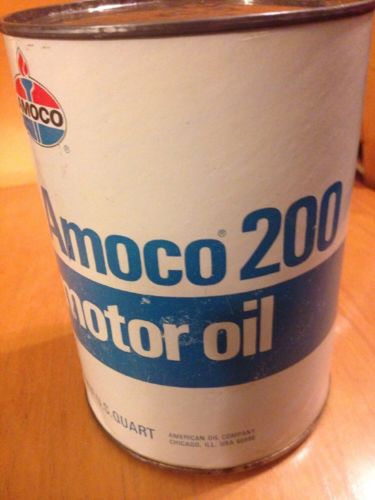 AMOCO
®
Amoco® 200
motor oil
U.S. QUART
AMERICAN OIL COMPANY
CHICAGO, ILL. USA